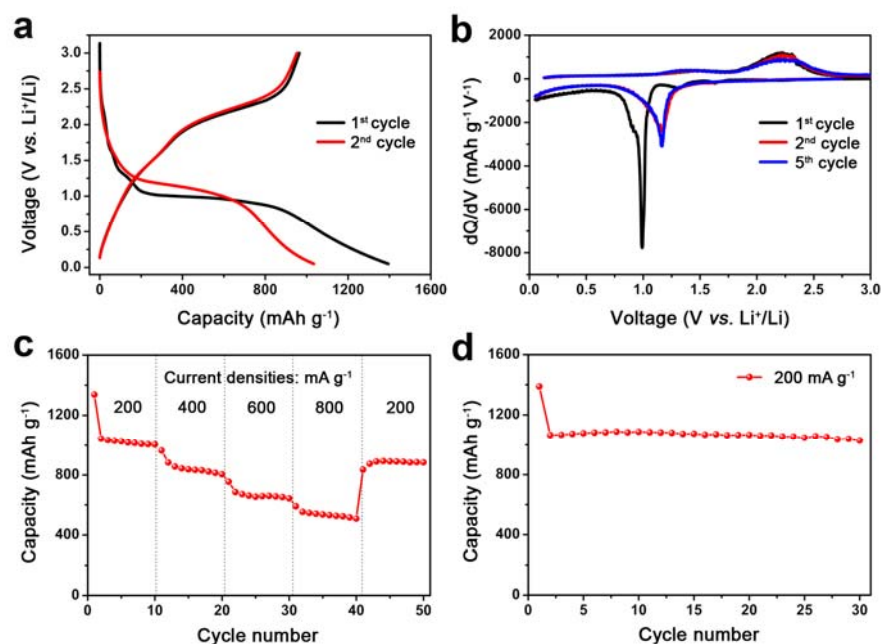 a
3.0
2.5
2.0
1.5
1.0
0.5
0.0
Voltage (V vs. Li⁺/Li)
1ˢᵗ cycle
2ⁿᵈ cycle
0 400 800 1200 1600
Capacity (mAh g⁻¹)
b
2000
0
-2000
-4000
-6000
-8000
dQ/dV (mAh g⁻¹ V⁻¹)
1ˢᵗ cycle
2ⁿᵈ cycle
5ᵗʰ cycle
0.0 0.5 1.0 1.5 2.0 2.5 3.0
Voltage (V vs. Li⁺/Li)
c
1600
1200
800
400
0
Capacity (mAh g⁻¹)
Current densities: mA g⁻¹
200 400 600 800 200
0 10 20 30 40 50
Cycle number
d
1600
1200
800
400
0
Capacity (mAh g⁻¹)
200 mA g⁻¹
0 5 10 15 20 25 30
Cycle number